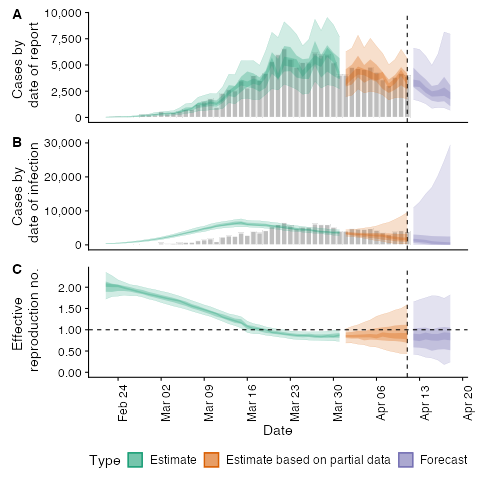 A
Cases by
date of report
10,000
7,500
5,000
2,500
0
B
Cases by
date of infection
30,000
20,000
10,000
0
C
Effective
reproduction no.
2.00
1.50
1.00
0.50
0.00
Feb 24
Mar 02
Mar 09
Mar 16
Mar 23
Mar 30
Apr 06
Apr 13
Apr 20
Date
Type Estimate Estimate based on partial data Forecast